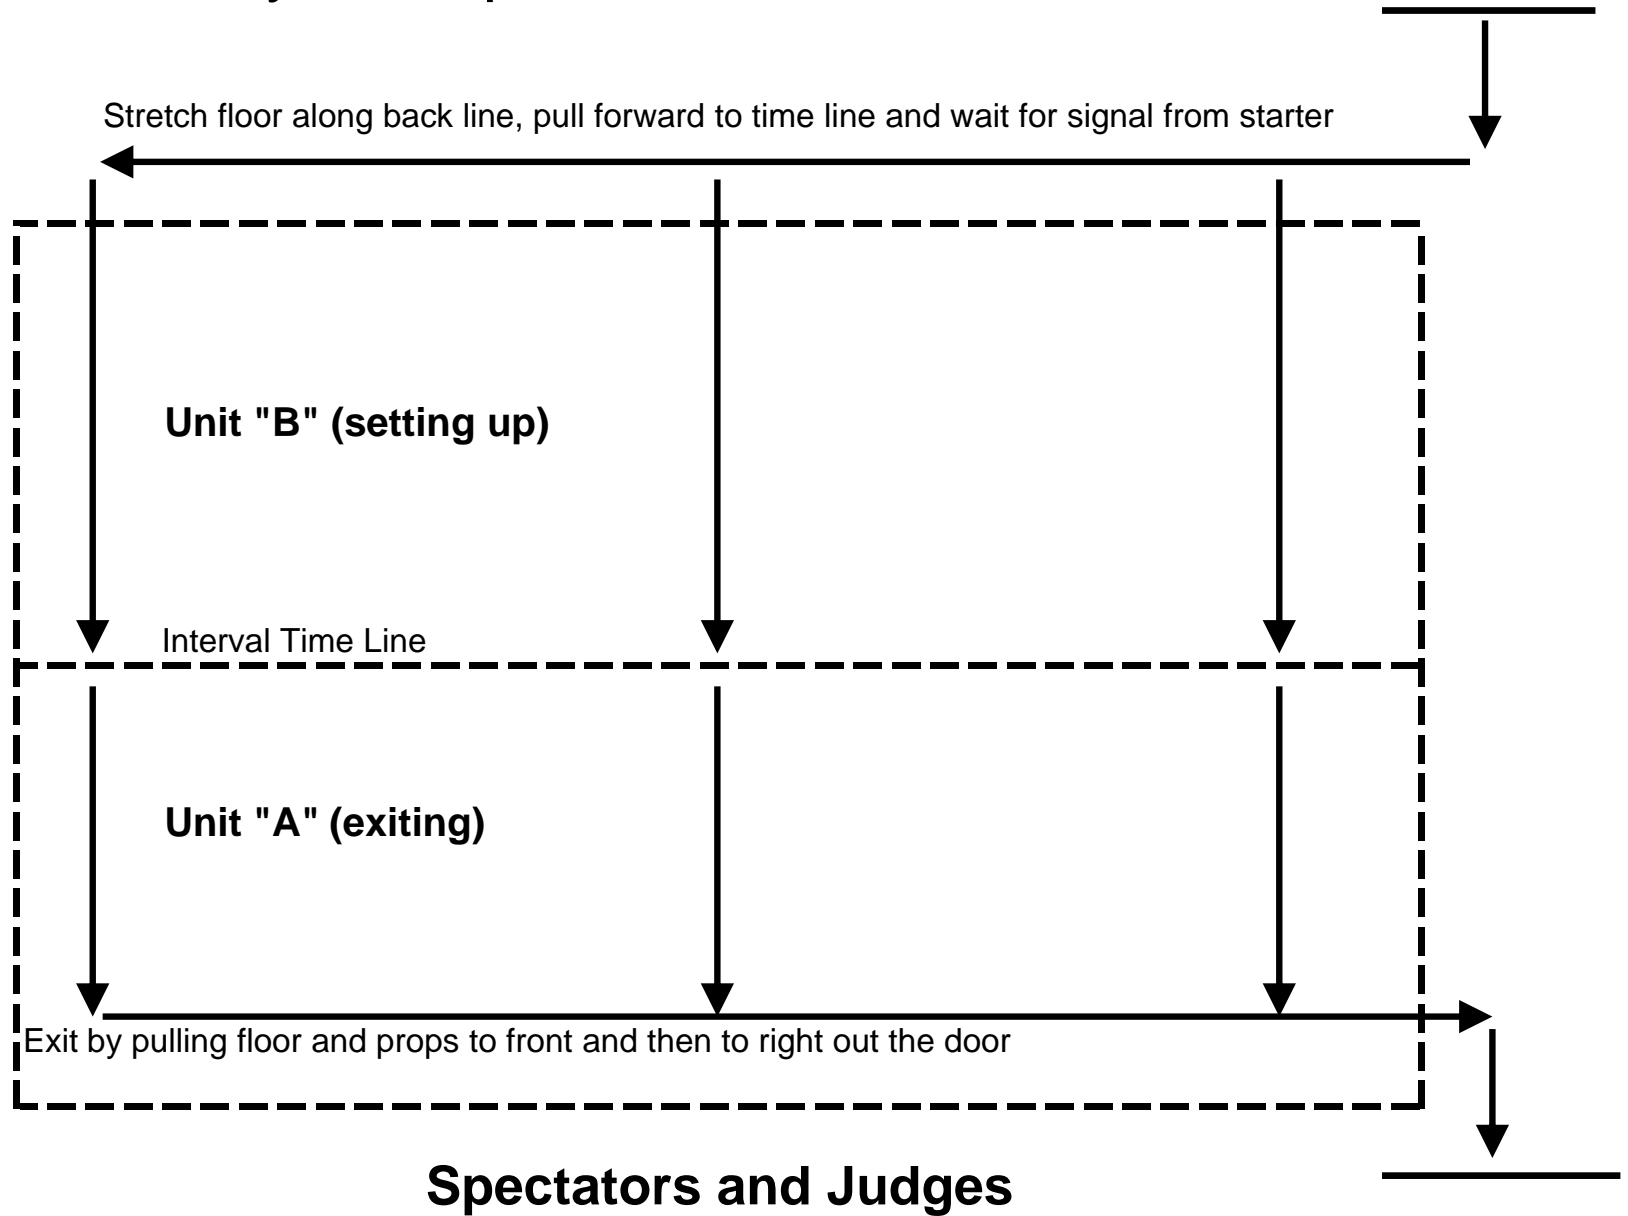 Stretch floor along back line, pull forward to time line and wait for signal from starter
Unit "B" (setting up)
Interval Time Line
Unit "A" (exiting)
Exit by pulling floor and props to front and then to right out the door
Spectators and Judges